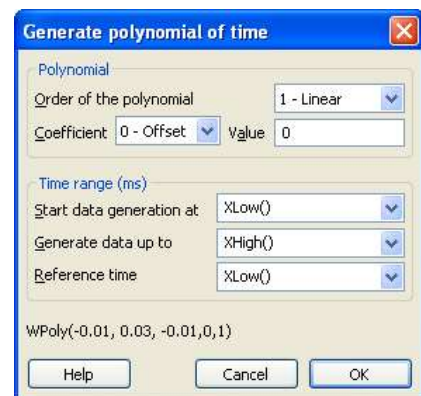 Generate polynomial of time
Polynomial
Order of the polynomial 1 - Linear
Coefficient 0 - Offset Value 0
Time range (ms)
Start data generation at XLow()
Generate data up to XHigh()
Reference time XLow()
WPoly(-0.01, 0.03, -0.01,0,1)
Help Cancel OK